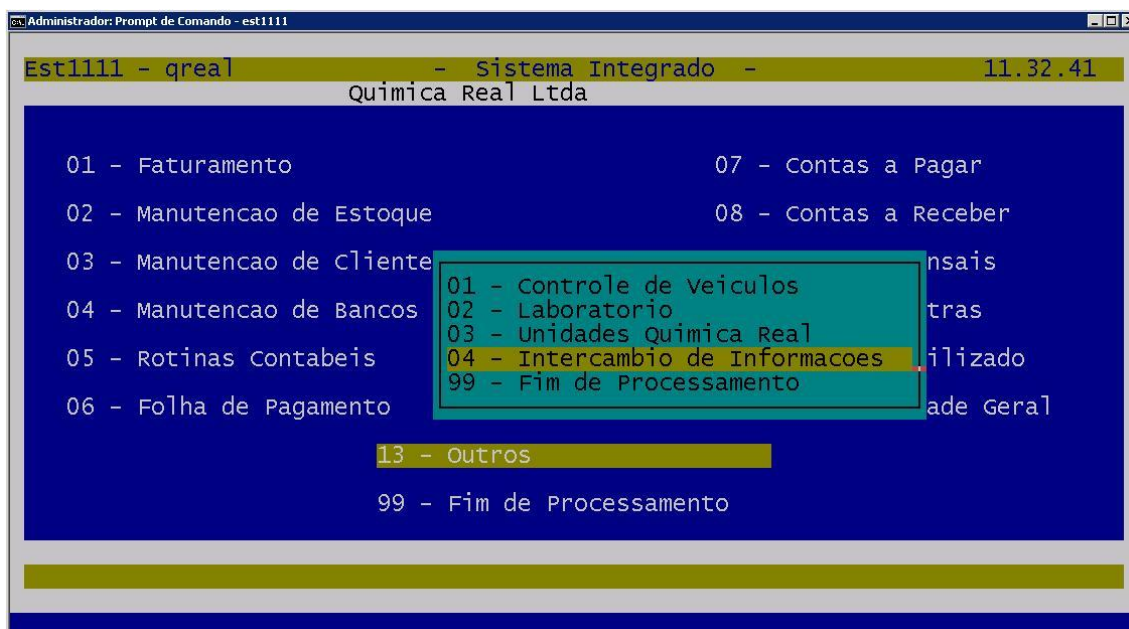 Administrador: Prompt de Comando - est1111
Est1111 - qreal - Sistema Integrado - 11.32.41
Quimica Real Ltda
01 - Faturamento 07 - Contas a Pagar
02 - Manutencao de Estoque 08 - Contas a Receber
03 - Manutencao de Cliente nsais
01 - Controle de Veiculos
04 - Manutencao de Bancos 02 - Laboratorio tras
03 - Unidades Quimica Real
05 - Rotinas Contabeis 04 - Intercambio de Informacoes ilizado
99 - Fim de Processamento
06 - Folha de Pagamento ade Geral
13 - Outros
99 - Fim de Processamento